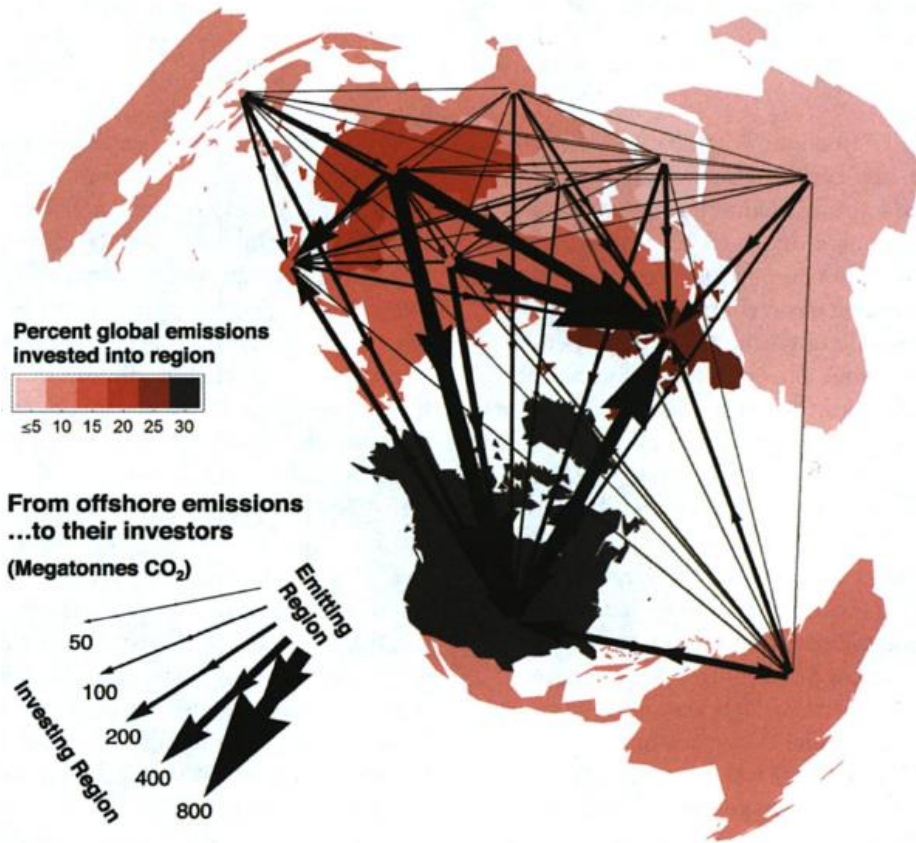 Percent global emissions
invested into region
≤5 10 15 20 25 30
From offshore emissions
...to their investors
(Megatonnes CO₂)
Emitting
Region
50
100
200
400
800
Investing Region